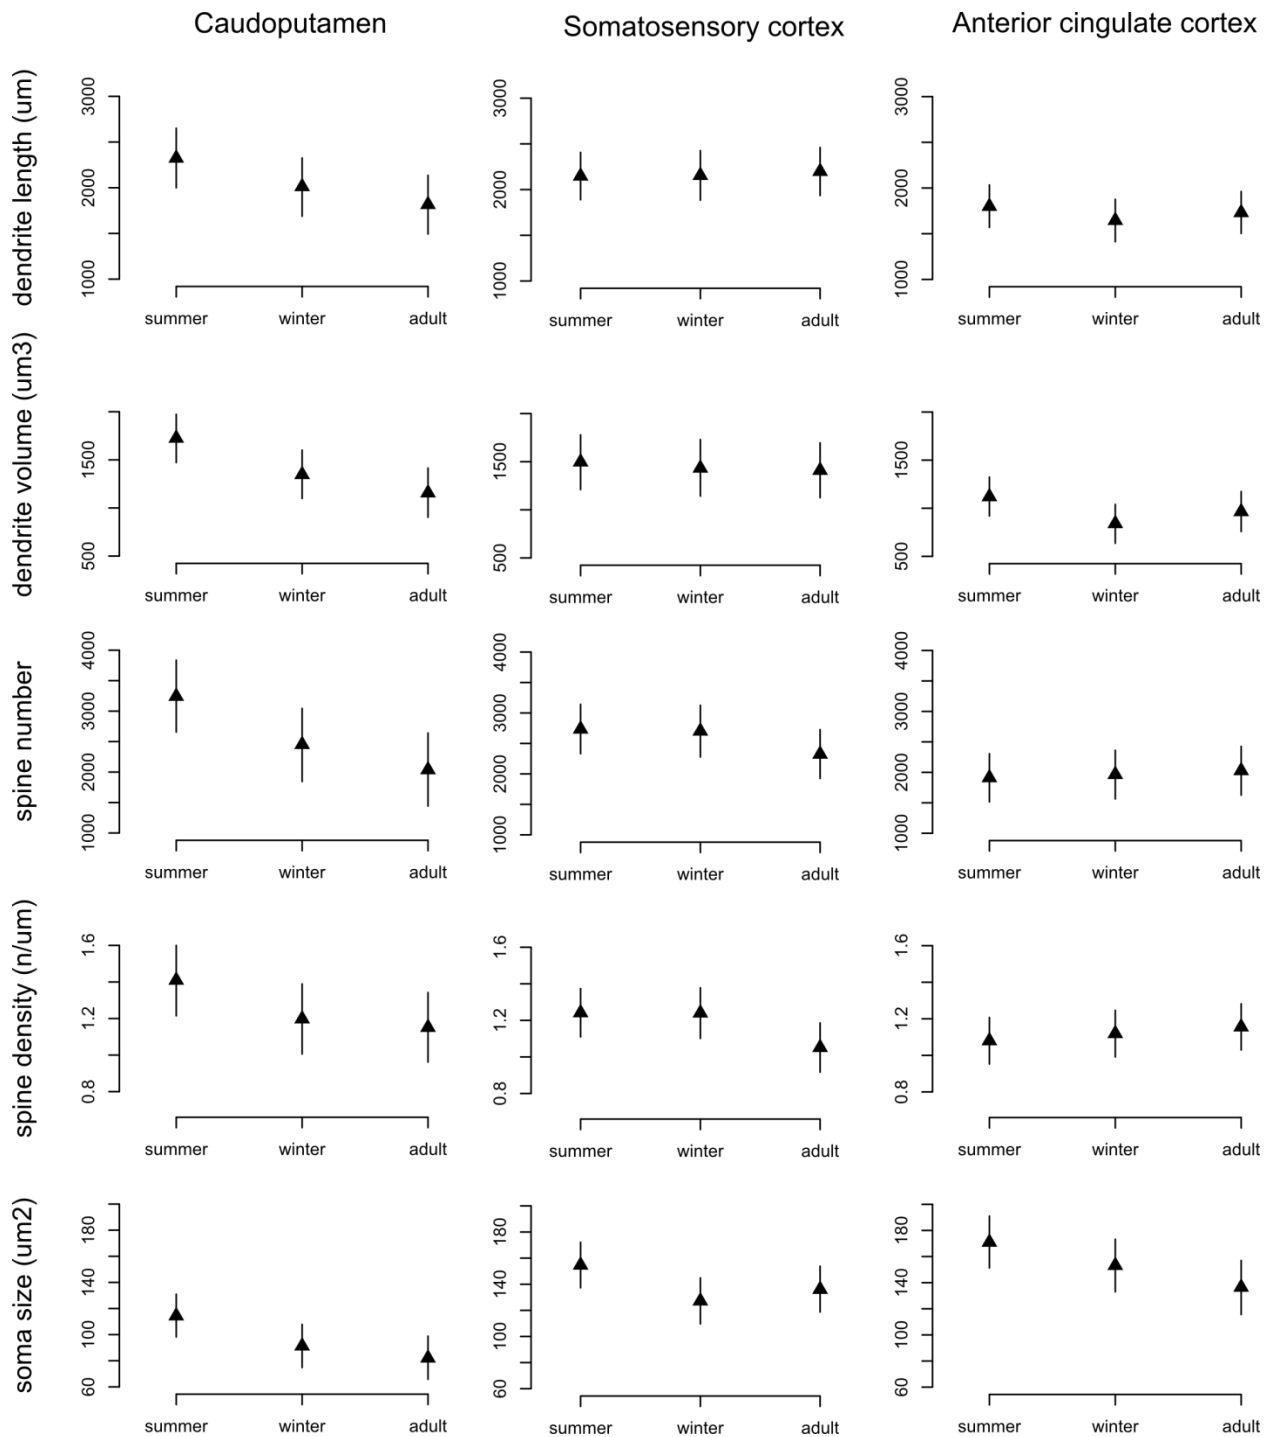 Caudoputamen
Somatosensory cortex
Anterior cingulate cortex
dendrite length (um)
3000
2000
1000
summer winter adult
3000
2000
1000
summer winter adult
3000
2000
1000
summer winter adult
dendrite volume (um3)
1500
500
summer winter adult
1500
500
summer winter adult
1500
500
summer winter adult
spine number
4000
3000
2000
1000
summer winter adult
4000
3000
2000
1000
summer winter adult
4000
3000
2000
1000
summer winter adult
spine density (n/um)
1.6
1.2
0.8
summer winter adult
1.6
1.2
0.8
summer winter adult
1.6
1.2
0.8
summer winter adult
soma size (um2)
180
140
100
60
summer winter adult
180
140
100
60
summer winter adult
180
140
100
60
summer winter adult